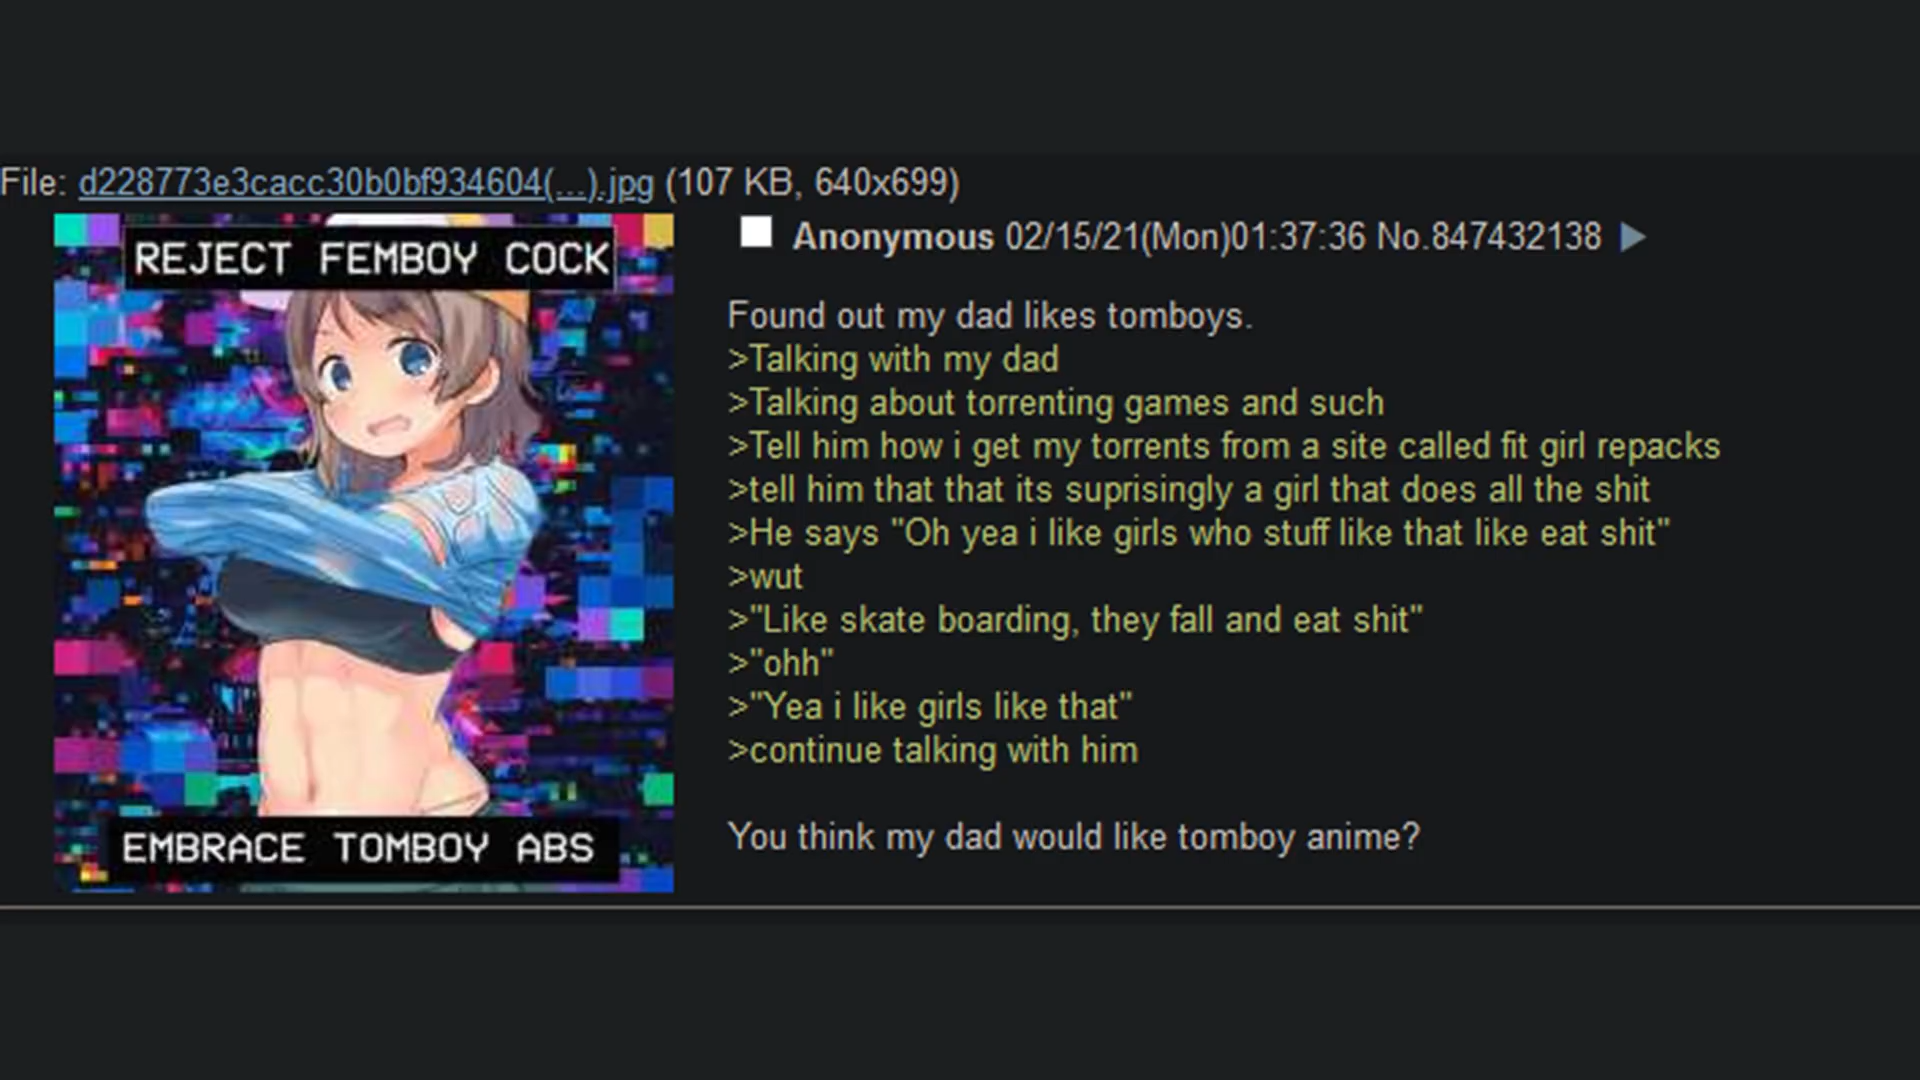 File: d228773e3cacc30b0bf934604(...).jpg (107 KB, 640x699)
REJECT FEMBOY COCK
EMBRACE TOMBOY ABS
Anonymous 02/15/21(Mon)01:37:36 No.847432138 ▶
Found out my dad likes tomboys.
>Talking with my dad
>Talking about torrenting games and such
>Tell him how i get my torrents from a site called fit girl repacks
>tell him that that its suprisingly a girl that does all the shit
>He says "Oh yea i like girls who stuff like that like eat shit"
>wut
>"Like skate boarding, they fall and eat shit"
>"ohh"
>"Yea i like girls like that"
>continue talking with him
You think my dad would like tomboy anime?